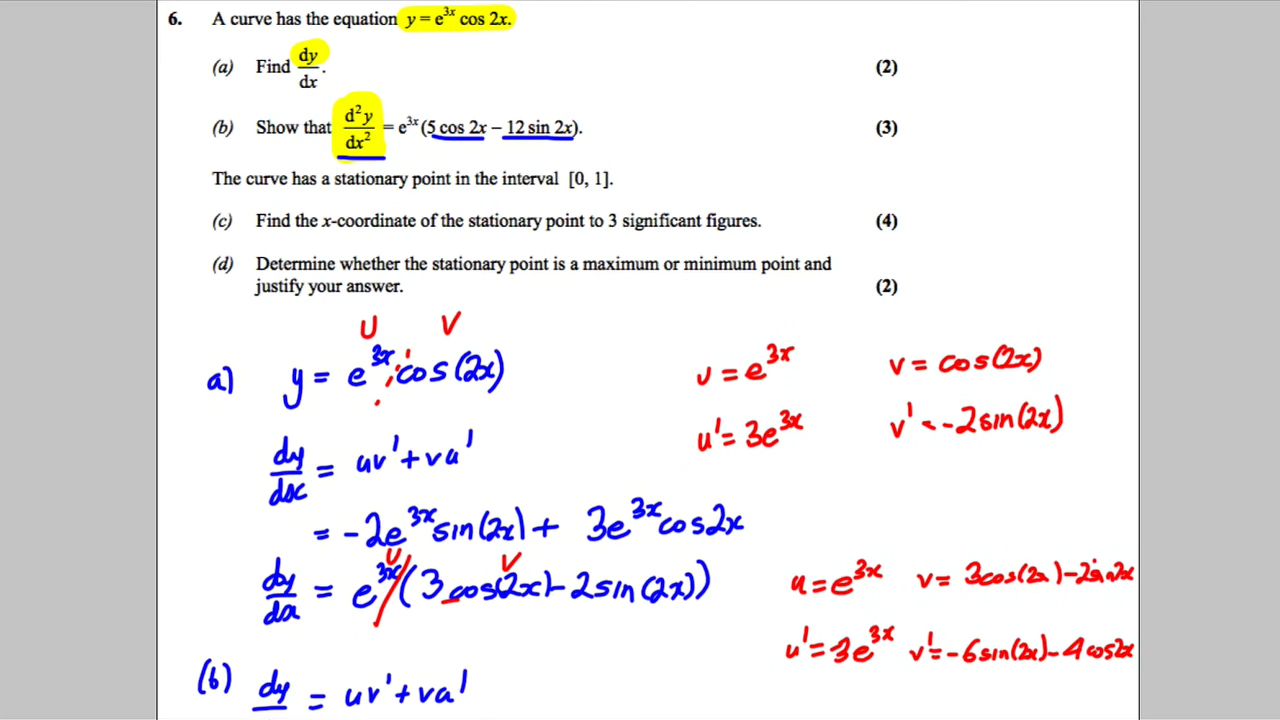 6. A curve has the equation y = e^{3x} cos 2x.
(a) Find dy/dx. (2)
(b) Show that d²y/dx² = e^{3x}(5 cos 2x − 12 sin 2x). (3)
The curve has a stationary point in the interval [0, 1].
(c) Find the x-coordinate of the stationary point to 3 significant figures. (4)
(d) Determine whether the stationary point is a maximum or minimum point and
justify your answer. (2)
U V
a) y = e^{3x} cos(2x)
u = e^{3x} v = cos(2x)
u' = 3e^{3x} v' = -2sin(2x)
dy/dx = uv' + vu'
= -2e^{3x} sin(2x) + 3e^{3x} cos2x
U V
dy/dx = e^{3x}(3cos(2x) - 2sin(2x))
u = e^{3x} v = 3cos(2x) - 2sin2x
u' = 3e^{3x} v' = -6sin(2x) - 4cos2x
(b) dy = uv' + vu'